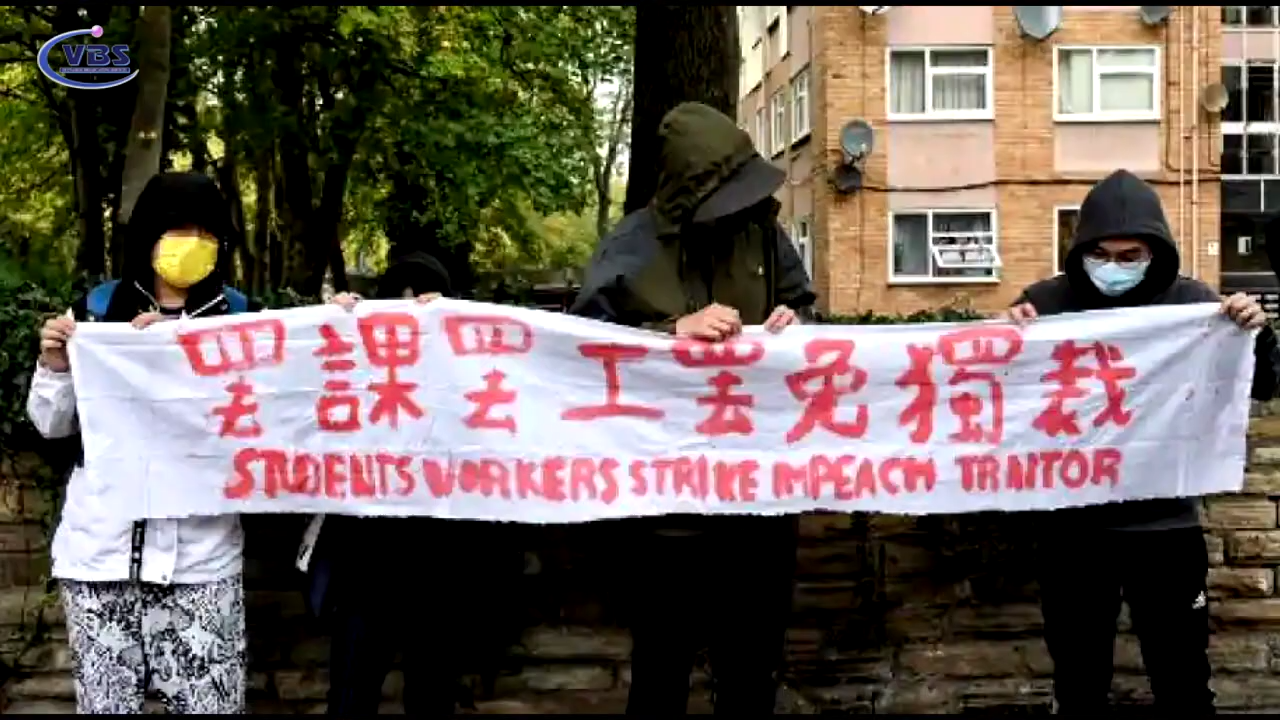 VBS
罢課罢工罢免獨裁
STUDENTS WORKERS STRIKE IMPEACH TRAITOR